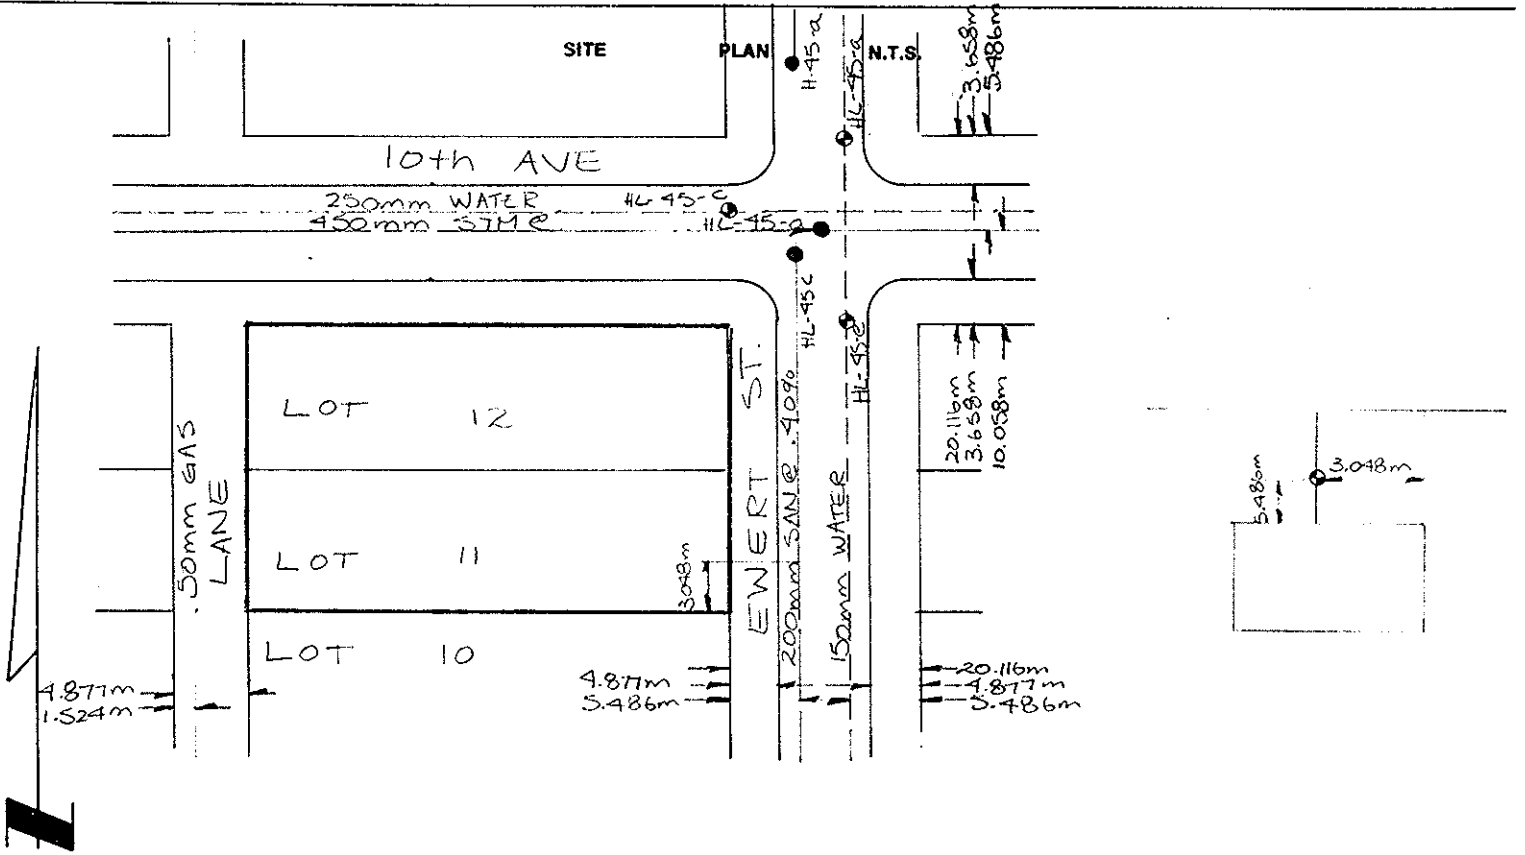 SITE PLAN N.T.S.
H-45-a
HL-45-a
3.658m
5.486m
10th AVE
250mm WATER
450mm STM @
HL-45-c
HL-45-a
HL-45c
HL-45-e
LOT 12
LOT 11
LOT 10
50mm GAS
LANE
EWERT ST.
200mm SAN @ .40%
150mm WATER
3.048m
20.116m
3.658m
10.058m
5.486m
3.048m
4.877m
1.524m
4.877m
5.486m
20.116m
4.877m
5.486m